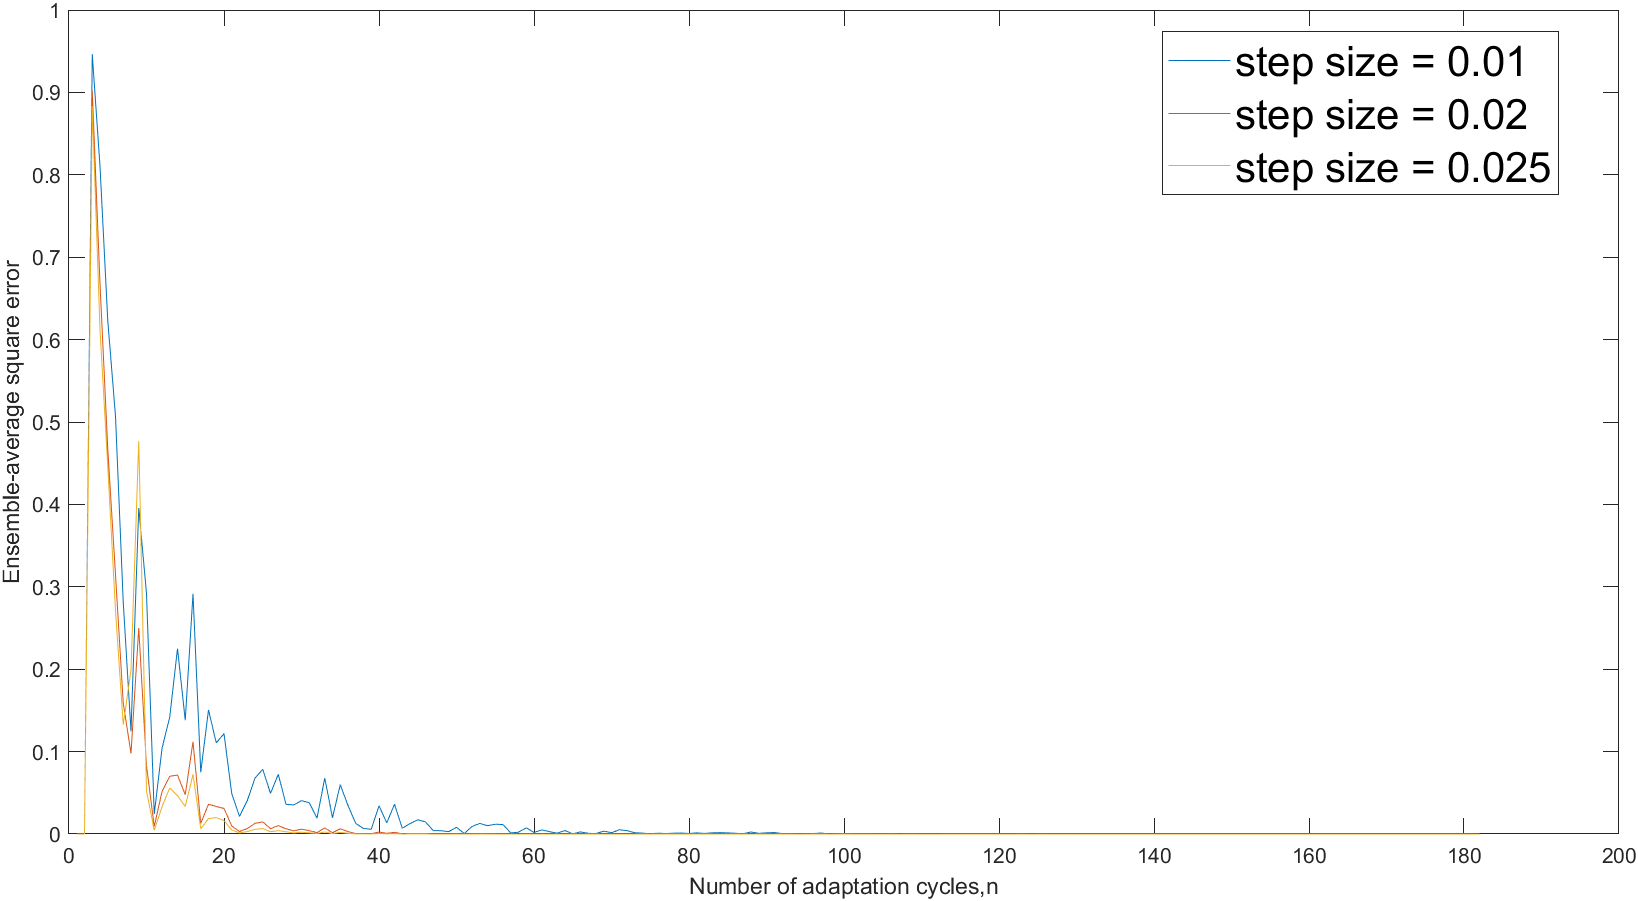 1
0.9
0.8
0.7
0.6
0.5
0.4
0.3
0.2
0.1
0
Ensemble-average square error
step size = 0.01
step size = 0.02
step size = 0.025
0 20 40 60 80 100 120 140 160 180 200
Number of adaptation cycles,n